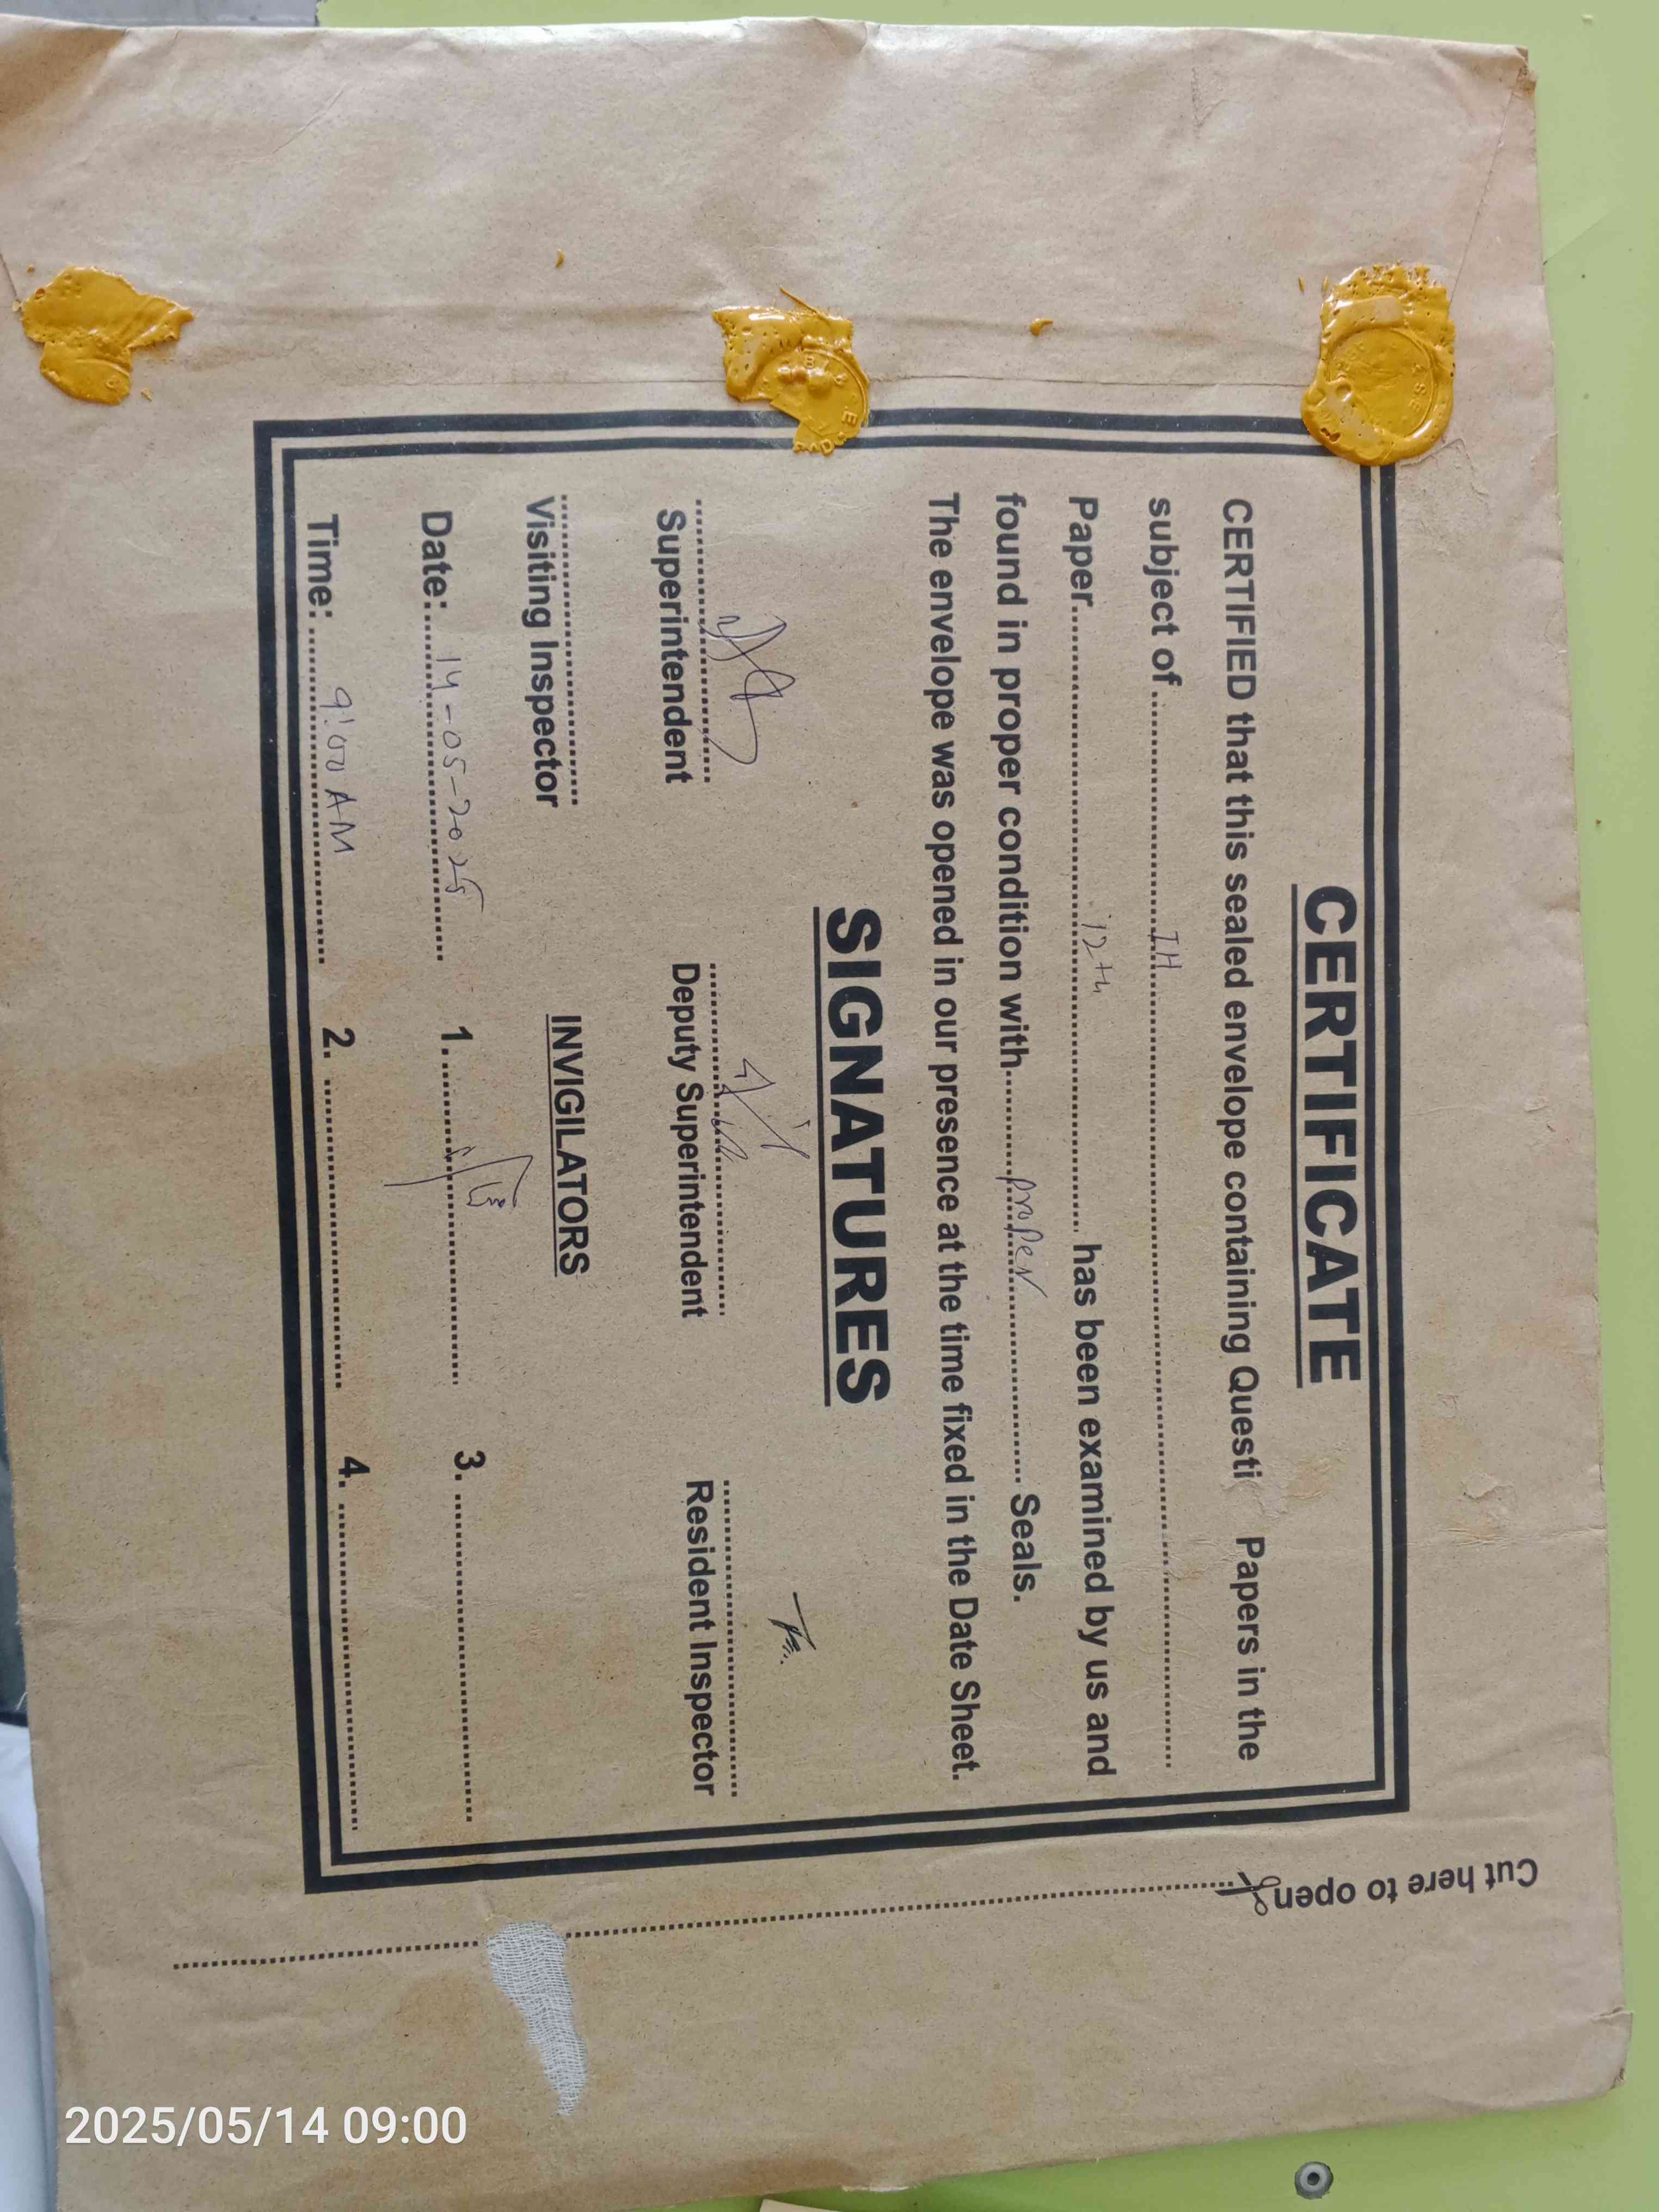 CERTIFICATE
CERTIFIED that this sealed envelope containing Questi Papers in the
subject of.......... IH ..........
Paper.......... 12th .......... has been examined by us and
found in proper condition with.......... proper .......... Seals.
The envelope was opened in our presence at the time fixed in the Date Sheet.
SIGNATURES
Superintendent Deputy Superintendent Resident Inspector
Visiting Inspector INVIGILATORS
Date: 14-05-2025 1. 3.
Time: 9:00 AM 2. 4.
Cut here to open
2025/05/14 09:00